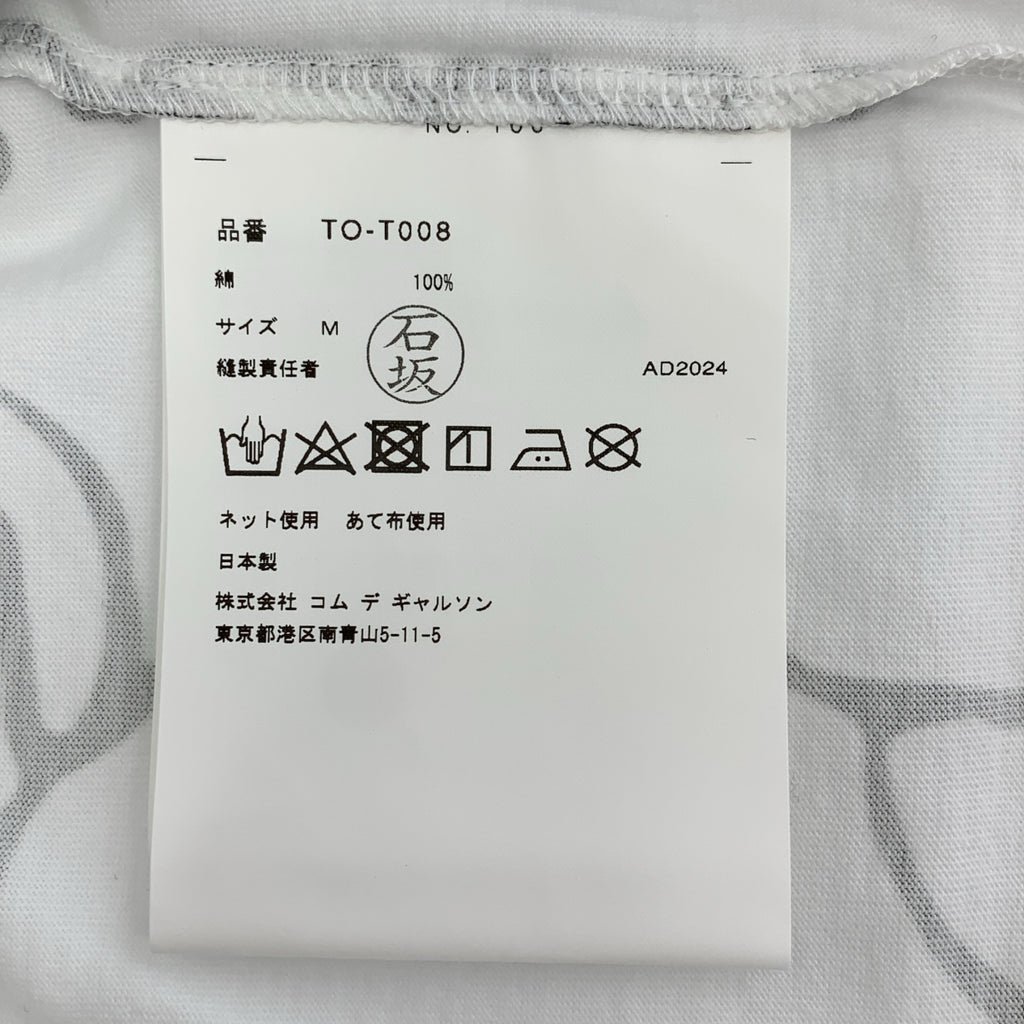 NO. 100
品番 TO-T008
綿 100%
サイズ M
石坂
縫製責任者 AD2024
ネット使用 あて布使用
日本製
株式会社 コム デ ギャルソン
東京都港区南青山5-11-5